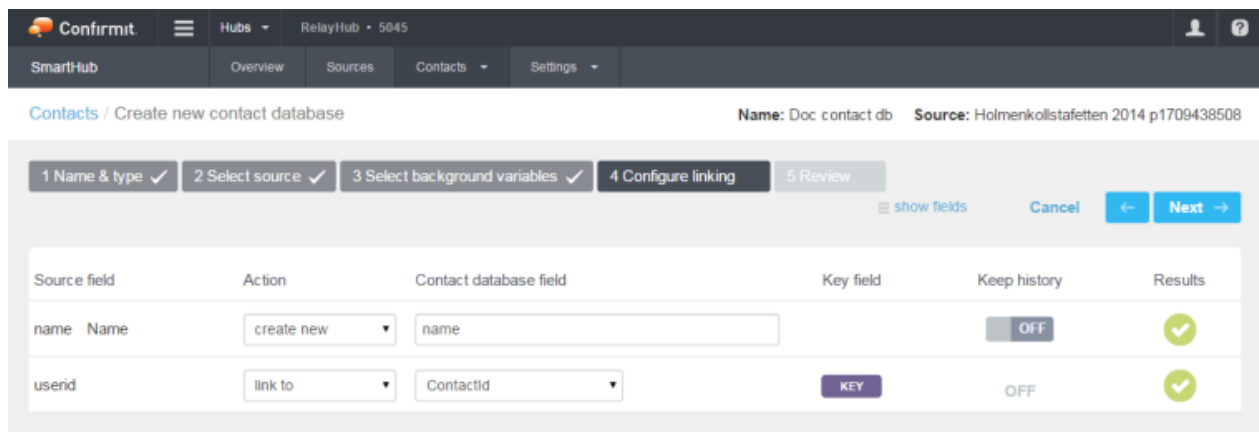 Confirmit. Hubs RelayHub • 5045
SmartHub Overview Sources Contacts Settings
Contacts / Create new contact database Name: Doc contact db Source: Holmenkollstafetten 2014 p1709438508
1 Name & type 2 Select source 3 Select background variables 4 Configure linking 5 Review
show fields Cancel Next
Source field Action Contact database field Key field Keep history Results
name Name create new name OFF
userid link to ContactId KEY OFF